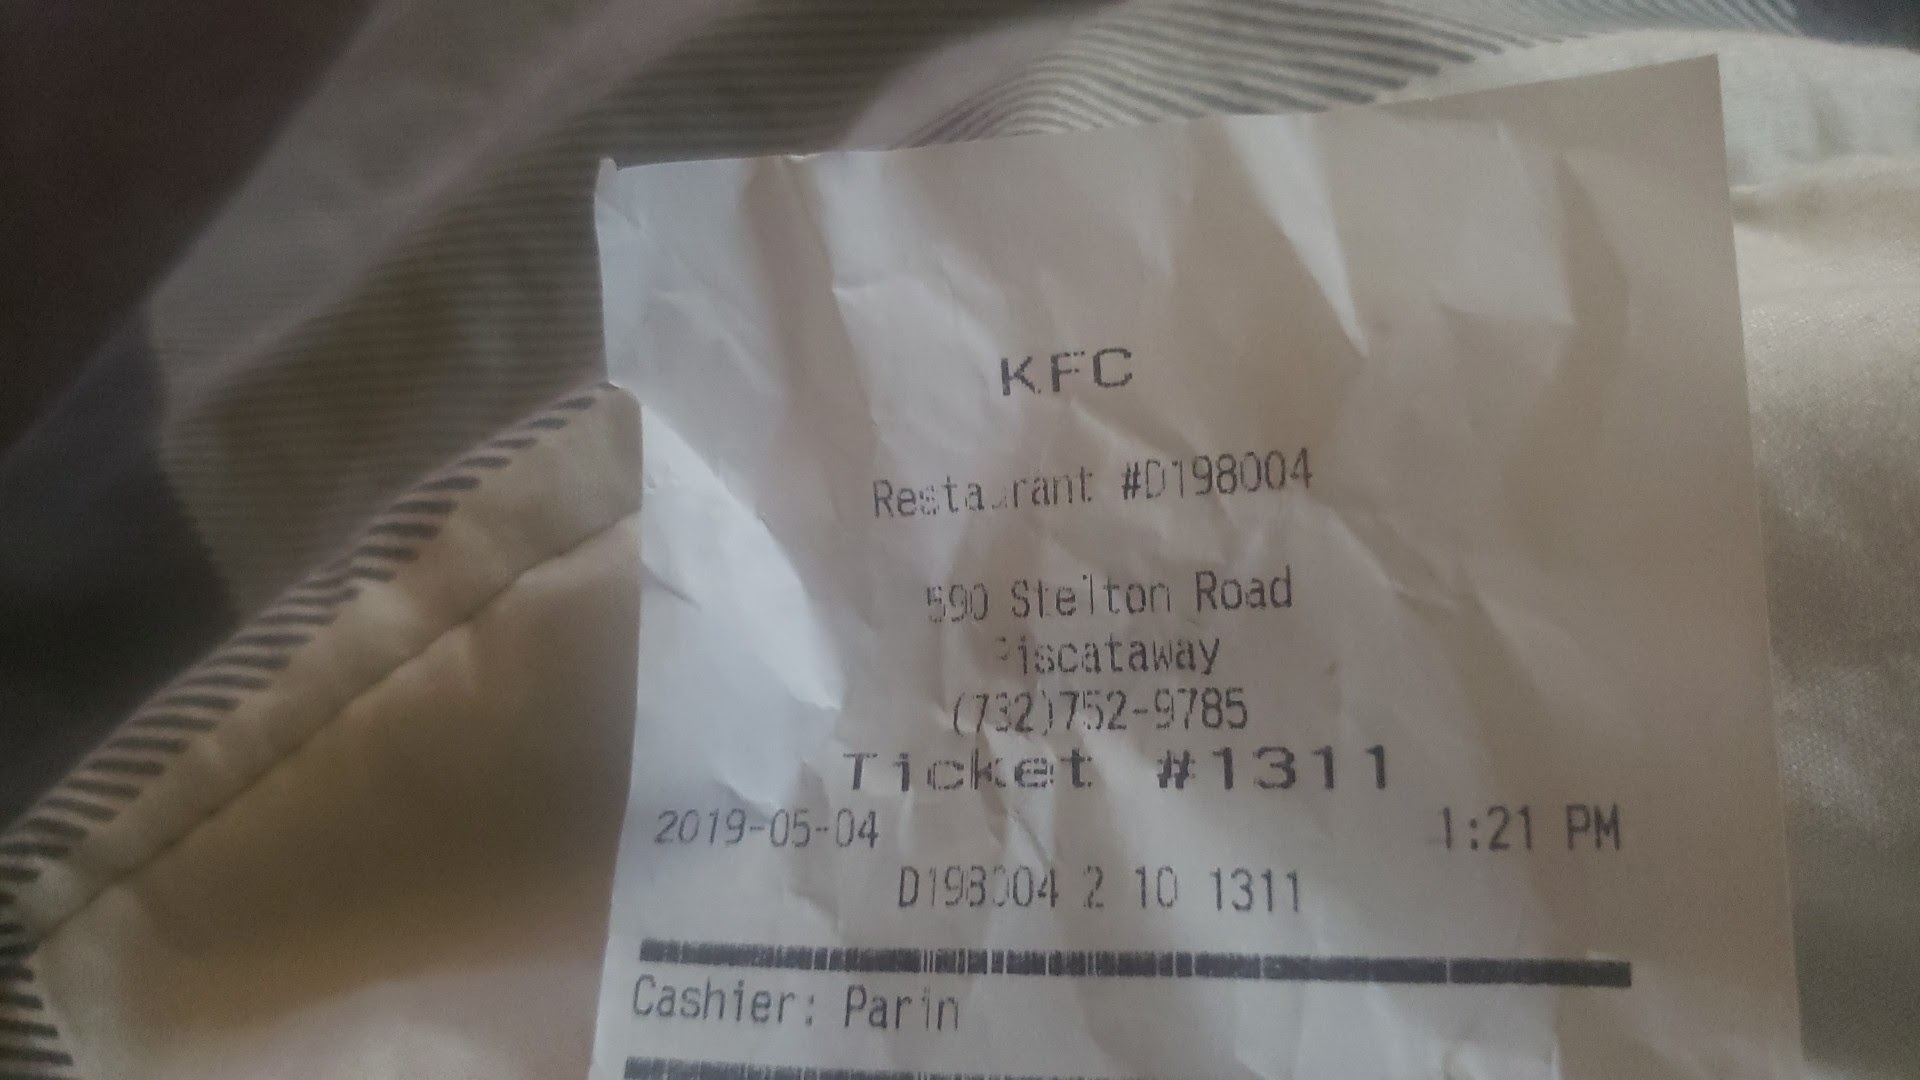 KFC
Restaurant #D198004
590 Stelton Road
Piscataway
(732)752-9785
Ticket #1311
2019-05-04 1:21 PM
D198004 2 10 1311
Cashier: Parin